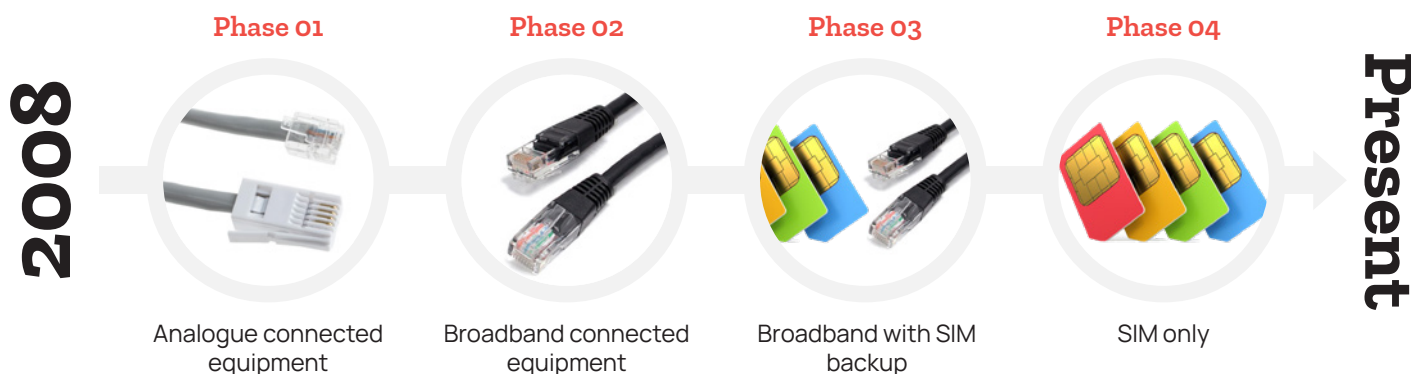 2008
Phase 01
Phase 02
Phase 03
Phase 04
Analogue connected
equipment
Broadband connected
equipment
Broadband with SIM
backup
SIM only
Present